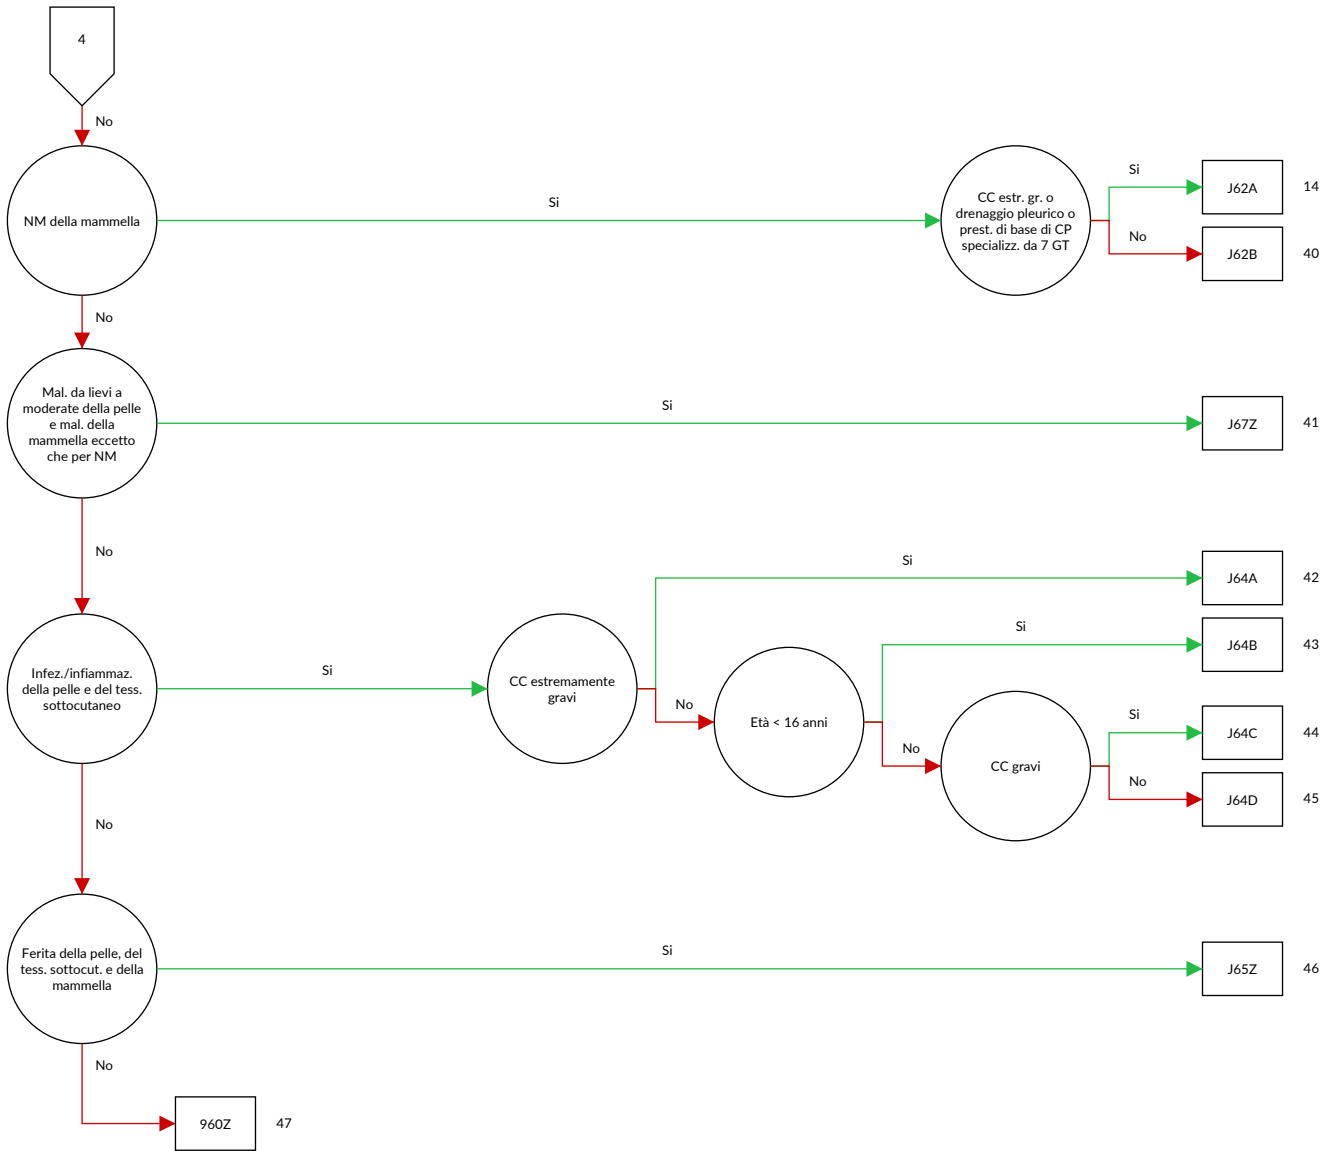 4
No
NM della mammella
Si
CC estr. gr. o
drenaggio pleurico o
prest. di base di CP
specializz. da 7 GT
Si
J62A
14
No
J62B
40
No
Mal. da lievi a
moderate della pelle
e mal. della
mammella eccetto
che per NM
Si
J67Z
41
No
Infez./infiammaz.
della pelle e del tess.
sottocutaneo
Si
CC estremamente
gravi
Si
J64A
42
No
Età < 16 anni
Si
J64B
43
No
CC gravi
Si
J64C
44
No
J64D
45
No
Ferita della pelle, del
tess. sottocut. e della
mammella
Si
J65Z
46
No
960Z
47